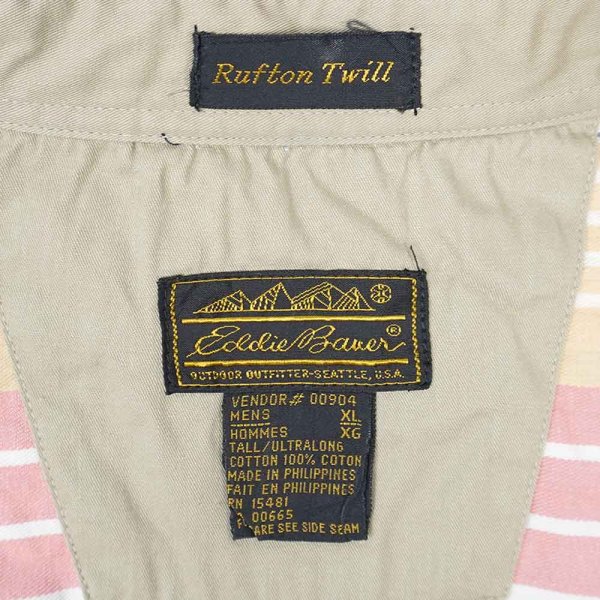 Rufton Twill
Eddie Bauer®
OUTDOOR OUTFITTER-SEATTLE, U.S.A.
VENDOR# 00904
MENS XL
HOMMES XG
TALL/ULTRALONG
COTTON 100% COTON
MADE IN PHILIPPINES
FAIT EN PHILIPPINES
RN 15481
00665
ARE SEE SIDE SEAM